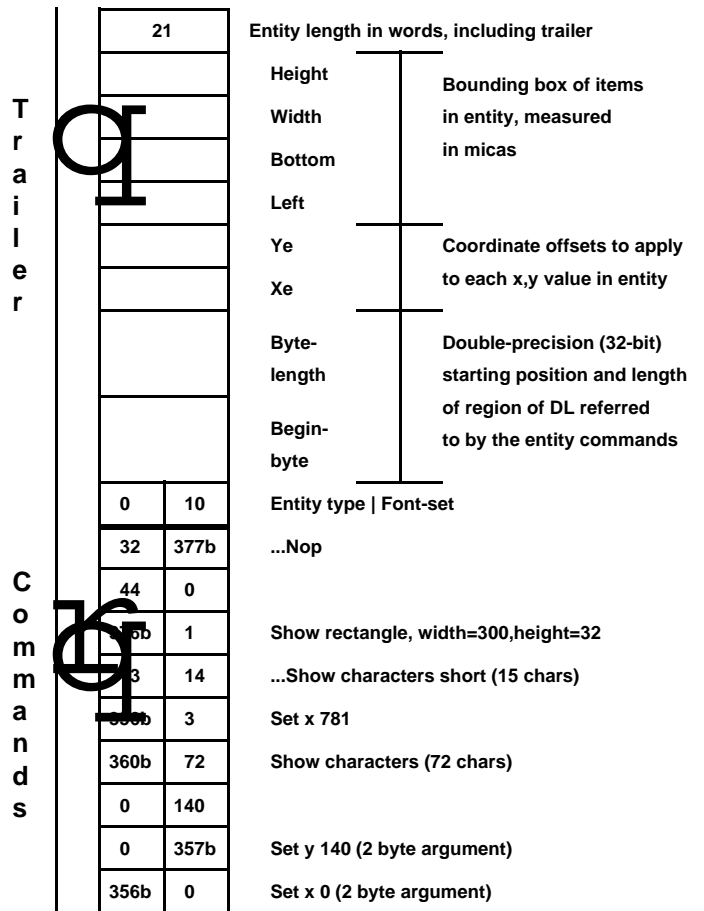 Trailer
21 Entity length in words, including trailer
Height
Width
Bottom
Left
Bounding box of items
in entity, measured
in micas
Ye
Xe
Coordinate offsets to apply
to each x,y value in entity
Byte-
length
Begin-
byte
Double-precision (32-bit)
starting position and length
of region of DL referred
to by the entity commands
0 10 Entity type | Font-set
Commands
32 377b ...Nop
44 0
1 Show rectangle, width=300,height=32
14 ...Show characters short (15 chars)
3 Set x 781
360b 72 Show characters (72 chars)
0 140
0 357b Set y 140 (2 byte argument)
356b 0 Set x 0 (2 byte argument)